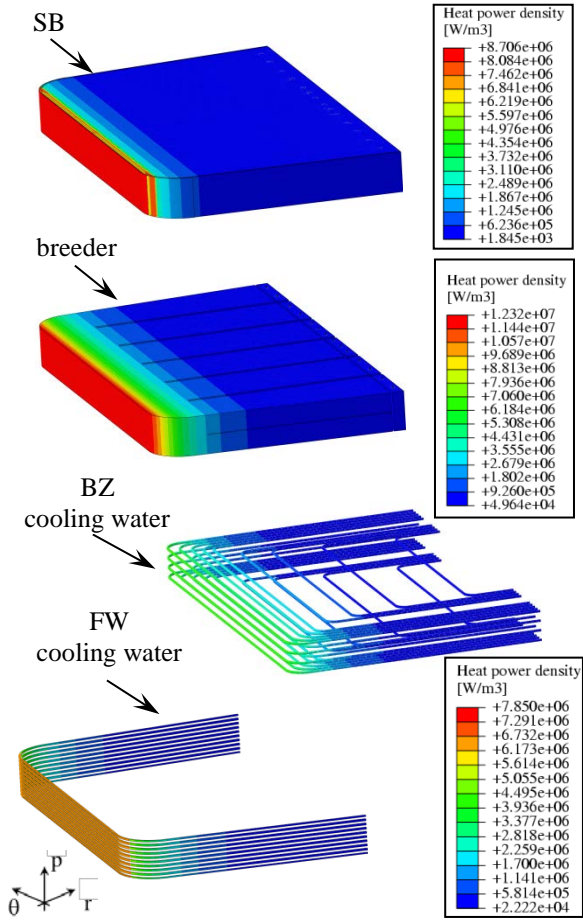 SB
Heat power density
[W/m3]
+8.706e+06
+8.084e+06
+7.462e+06
+6.841e+06
+6.219e+06
+5.597e+06
+4.976e+06
+4.354e+06
+3.732e+06
+3.110e+06
+2.489e+06
+1.867e+06
+1.245e+06
+6.236e+05
+1.845e+03
breeder
Heat power density
[W/m3]
+1.232e+07
+1.144e+07
+1.057e+07
+9.689e+06
+8.813e+06
+7.936e+06
+7.060e+06
+6.184e+06
+5.308e+06
+4.431e+06
+3.555e+06
+2.679e+06
+1.802e+06
+9.260e+05
+4.964e+04
BZ
cooling water
FW
cooling water
Heat power density
[W/m3]
+7.850e+06
+7.291e+06
+6.732e+06
+6.173e+06
+5.614e+06
+5.055e+06
+4.495e+06
+3.936e+06
+3.377e+06
+2.818e+06
+2.259e+06
+1.700e+06
+1.141e+06
+5.814e+05
+2.222e+04
p
θ
r